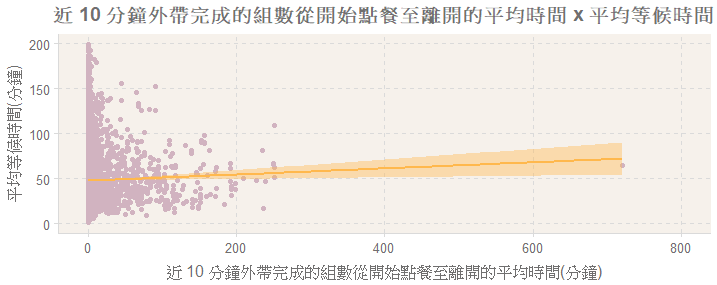 近 10 分鐘外帶完成的組數從開始點餐至離開的平均時間 x 平均等候時間
平均等候時間(分鐘)
200
150
100
50
0
0 200 400 600 800
近 10 分鐘外帶完成的組數從開始點餐至離開的平均時間(分鐘)